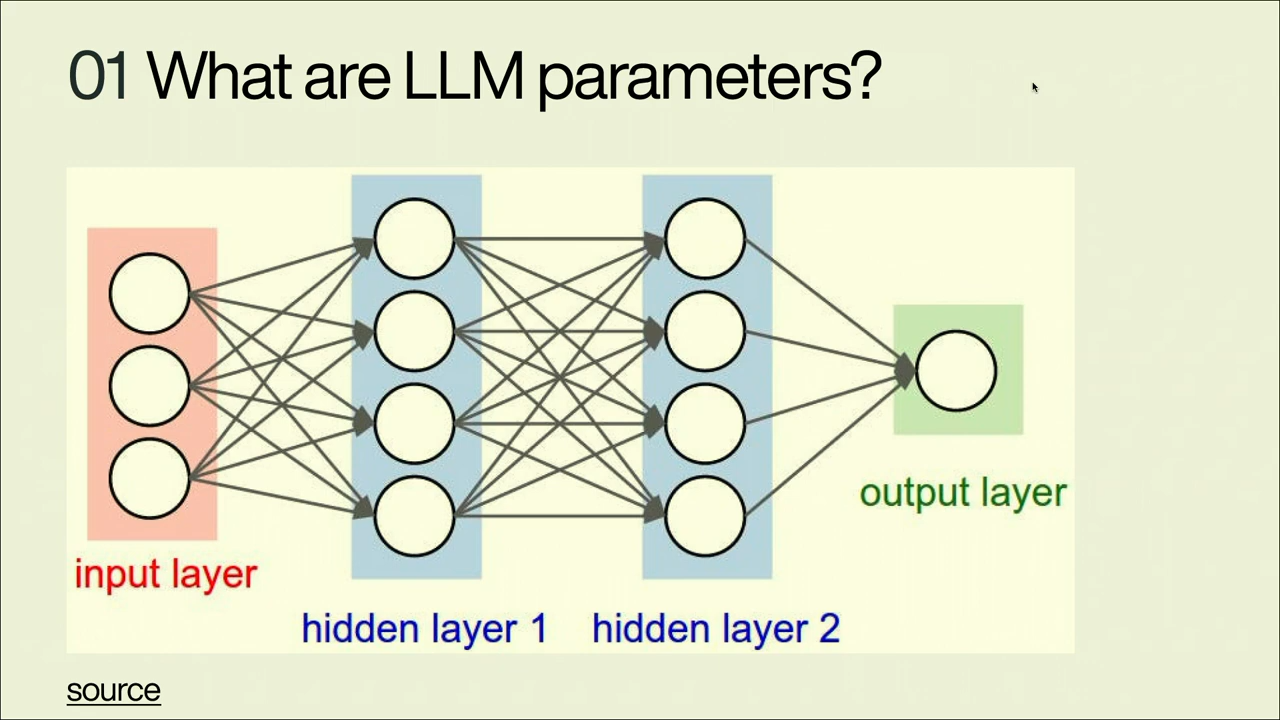 01 What are LLM parameters?
input layer
hidden layer 1
hidden layer 2
output layer
source